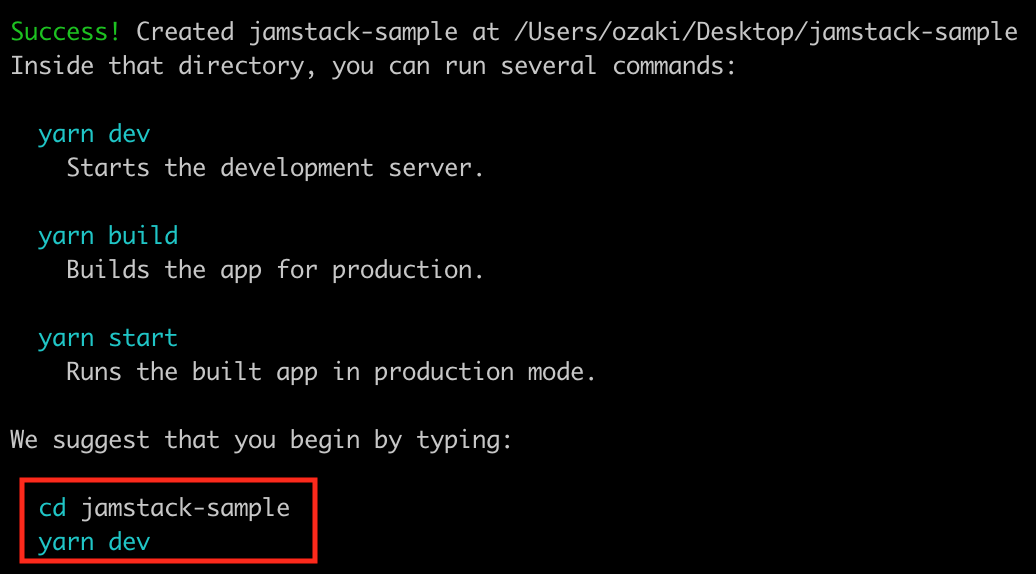 Success! Created jamstack-sample at /Users/ozaki/Desktop/jamstack-sample
Inside that directory, you can run several commands:
yarn dev
Starts the development server.
yarn build
Builds the app for production.
yarn start
Runs the built app in production mode.
We suggest that you begin by typing:
cd jamstack-sample
yarn dev